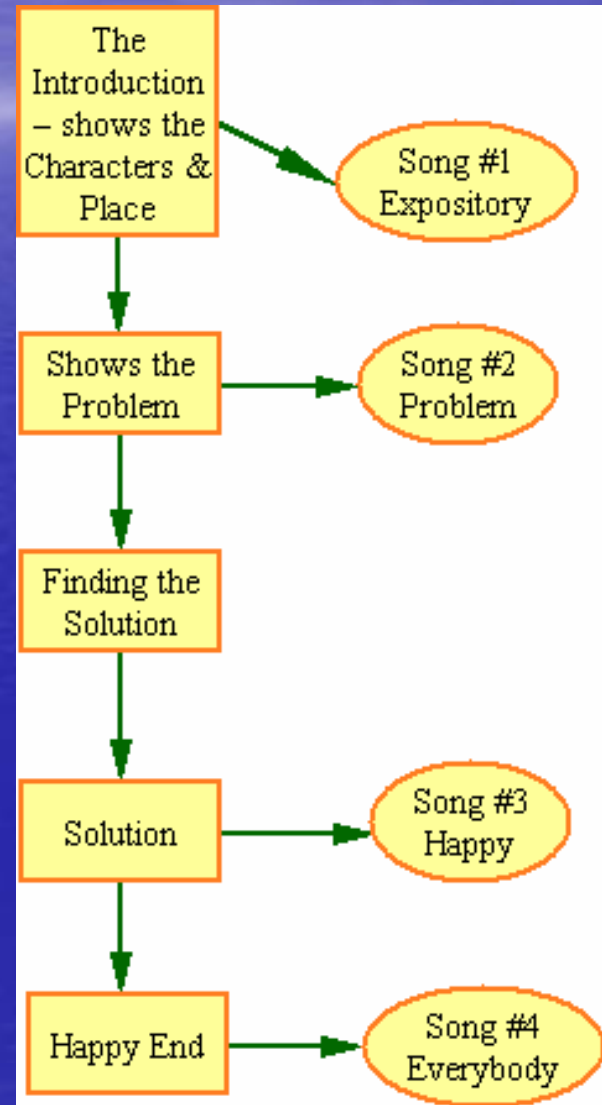 The
Introduction
– shows the
Characters &
Place
Song #1
Expository
Shows the
Problem
Song #2
Problem
Finding the
Solution
Solution
Song #3
Happy
Happy End
Song #4
Everybody